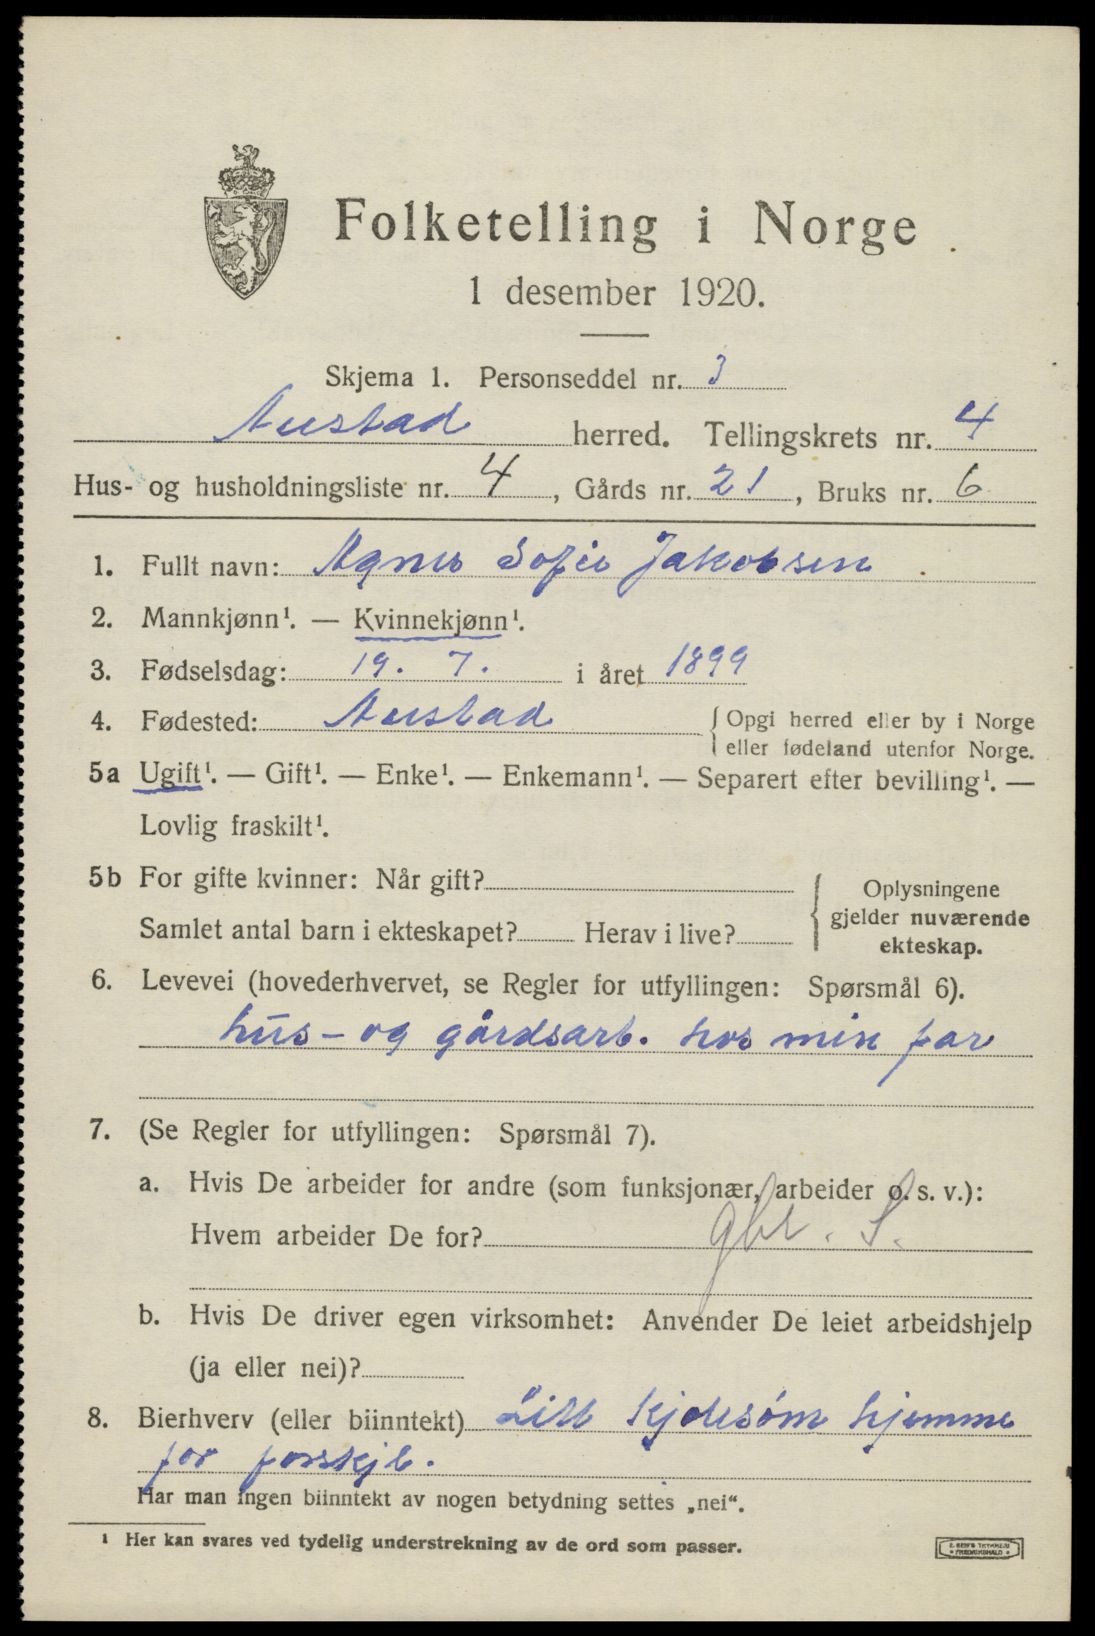 Folketelling i Norge
1 desember 1920.
Skjema 1. Personseddel nr. 3
Austad herred. Tellingskrets nr. 4
Hus- og husholdningsliste nr. 4, Gårds nr. 21, Bruks nr. 6
1. Fullt navn: Agnes Sofie Jakobsen
2. Mannkjønn¹. — Kvinnekjønn¹.
3. Fødselsdag: 19. 7. i året 1899
4. Fødested: Austad { Opgi herred eller by i Norge
eller fødeland utenfor Norge.
5a Ugift¹. — Gift¹. — Enke¹. — Enkemann¹. — Separert efter bevilling¹. —
Lovlig fraskilt¹.
5b For gifte kvinner: Når gift?
Samlet antal barn i ekteskapet? Herav i live?
{ Oplysningene
gjelder nuværende
ekteskap.
6. Levevei (hovederhvervet, se Regler for utfyllingen: Spørsmål 6).
hus- og gårdsarb. hos min far
7. (Se Regler for utfyllingen: Spørsmål 7).
a. Hvis De arbeider for andre (som funksjonær, arbeider o. s. v.):
Hvem arbeider De for? gbr. S.
b. Hvis De driver egen virksomhet: Anvender De leiet arbeidshjelp
(ja eller nei)?
8. Bierhverv (eller biinntekt) Litt kjolesøm hjemme
for forskjl.
Har man ingen biinntekt av nogen betydning settes „nei“.
¹ Her kan svares ved tydelig understrekning av de ord som passer.